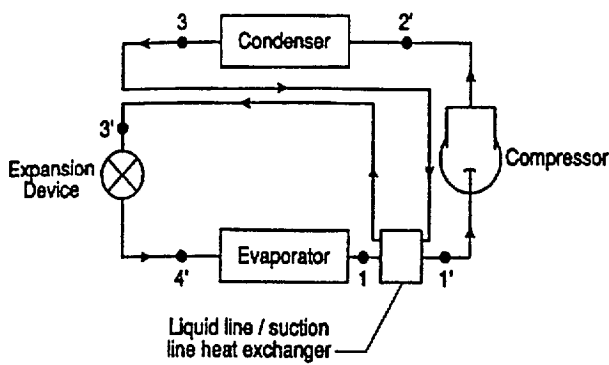 3
Condenser
2'
3'
Expansion
Device
Compressor
4'
Evaporator
1
1'
Liquid line / suction
line heat exchanger